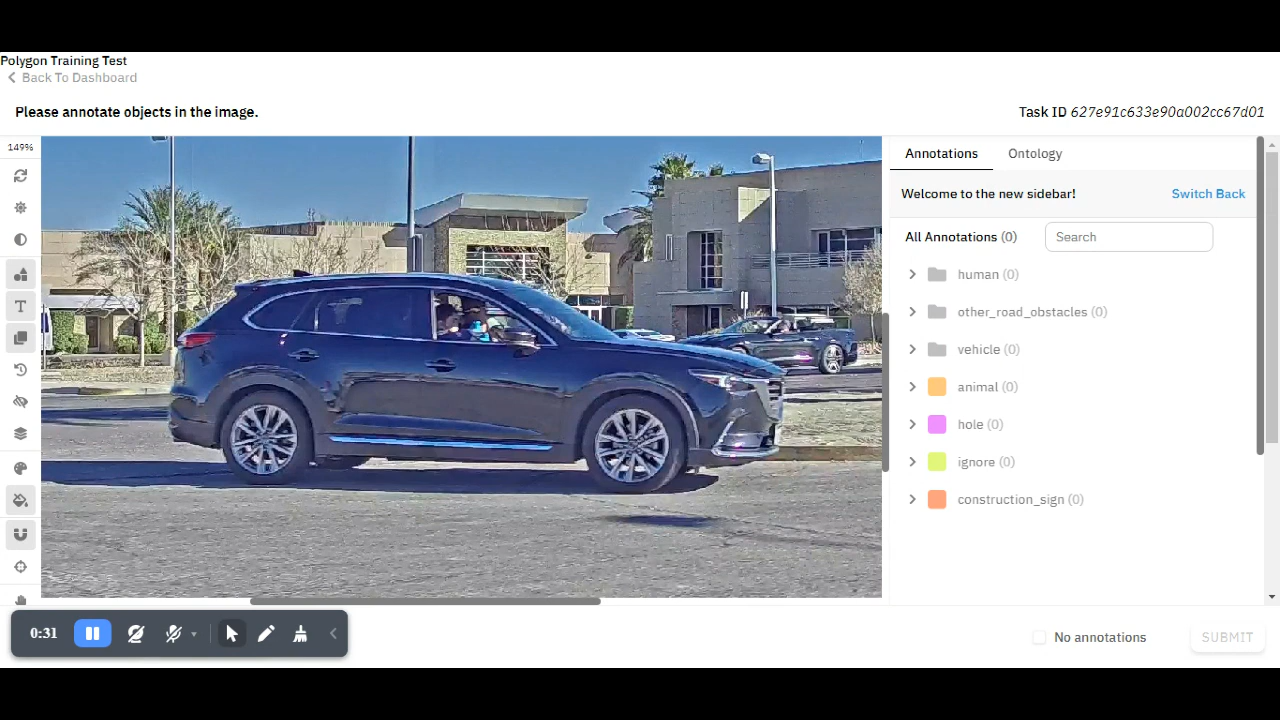 Polygon Training Test
Back To Dashboard
Please annotate objects in the image.
Task ID 627e91c633e90a002cc67d01
149%
Annotations
Ontology
Welcome to the new sidebar!
Switch Back
All Annotations (0)
Search
human (0)
other_road_obstacles (0)
vehicle (0)
animal (0)
hole (0)
ignore (0)
construction_sign (0)
0:31
No annotations
SUBMIT